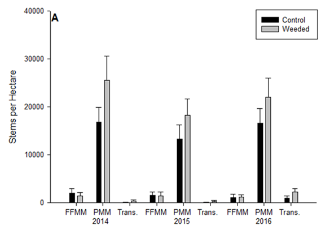 A
Control
Weeded
40000
30000
20000
10000
0
Stems per Hectare
FFMM PMM Trans. FFMM PMM Trans. FFMM PMM Trans.
2014 2015 2016